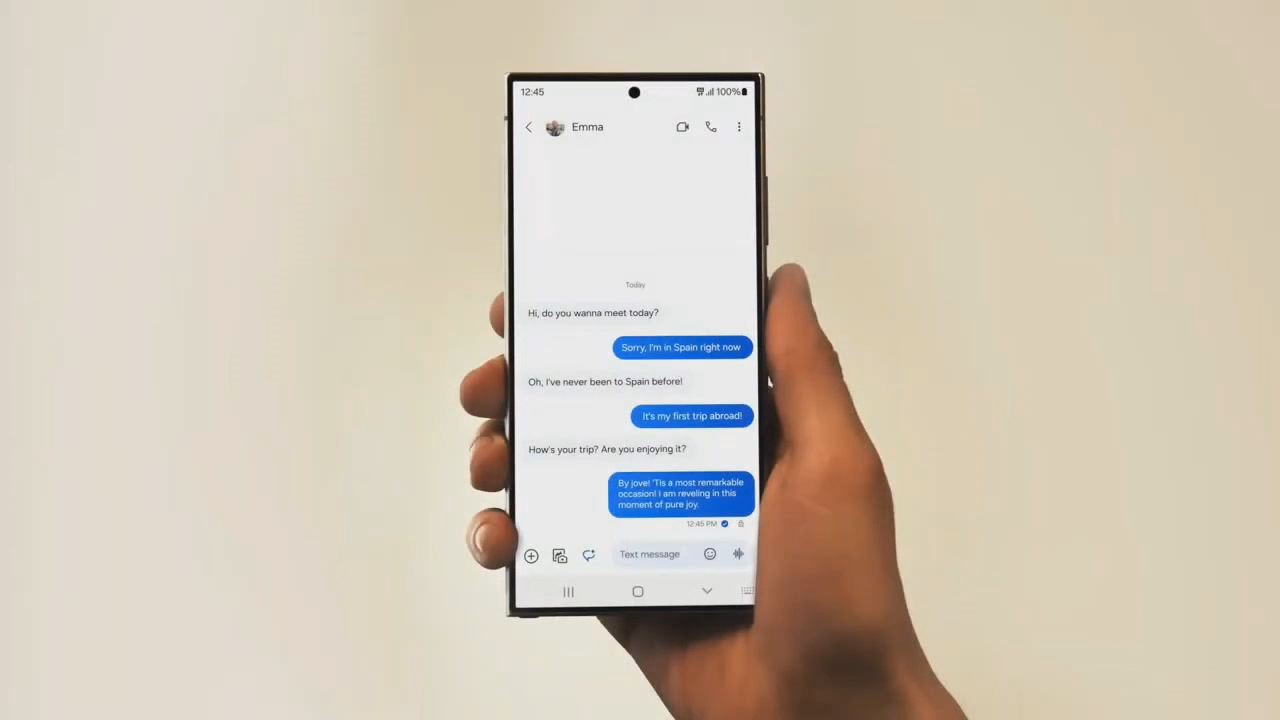 12:45
100%
Emma
Today
Hi, do you wanna meet today?
Sorry, I'm in Spain right now
Oh, I've never been to Spain before!
It's my first trip abroad!
How's your trip? Are you enjoying it?
By jove! 'Tis a most remarkable
occasion! I am reveling in this
moment of pure joy.
12:45 PM
Text message